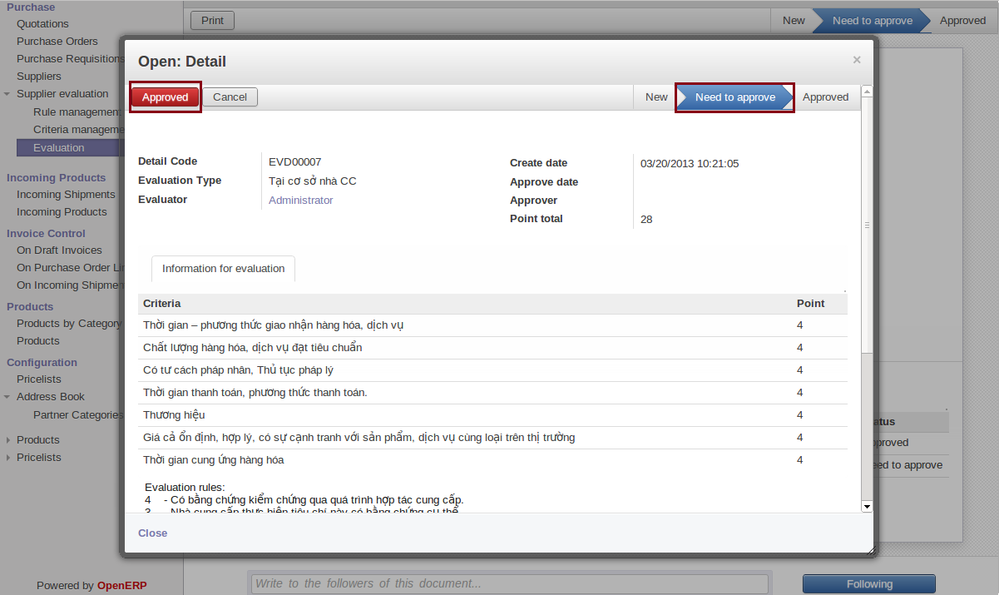 Purchase
Quotations
Purchase Orders
Purchase Requisitions
Suppliers
Supplier evaluation
Rule management
Criteria manageme
Evaluation
Incoming Products
Incoming Shipments
Incoming Products
Invoice Control
On Draft Invoices
On Purchase Order Li
On Incoming Shipmen
Products
Products by Category
Products
Configuration
Pricelists
Address Book
Partner Categories
Products
Pricelists
Powered by OpenERP
Print
New Need to approve Approved
Open: Detail ×
Approved Cancel New Need to approve Approved
Detail Code EVD00007
Evaluation Type Tại cơ sở nhà CC
Evaluator Administrator
Create date 03/20/2013 10:21:05
Approve date
Approver
Point total 28
Information for evaluation
Criteria Point
Thời gian – phương thức giao nhận hàng hóa, dịch vụ 4
Chất lượng hàng hóa, dịch vụ đạt tiêu chuẩn 4
Có tư cách pháp nhân, Thủ tục pháp lý 4
Thời gian thanh toán, phương thức thanh toán. 4
Thương hiệu 4
Giá cả ổn định, hợp lý, có sự cạnh tranh với sản phẩm, dịch vụ cùng loại trên thị trường 4
Thời gian cung ứng hàng hóa 4
Evaluation rules:
4 - Có bằng chứng kiểm chứng qua quá trình hợp tác cung cấp.
3 - Nhà cung cấp thực hiện tiêu chí này có bằng chứng cụ thể
Close
atus
pproved
eed to approve
Write to the followers of this document...
Following